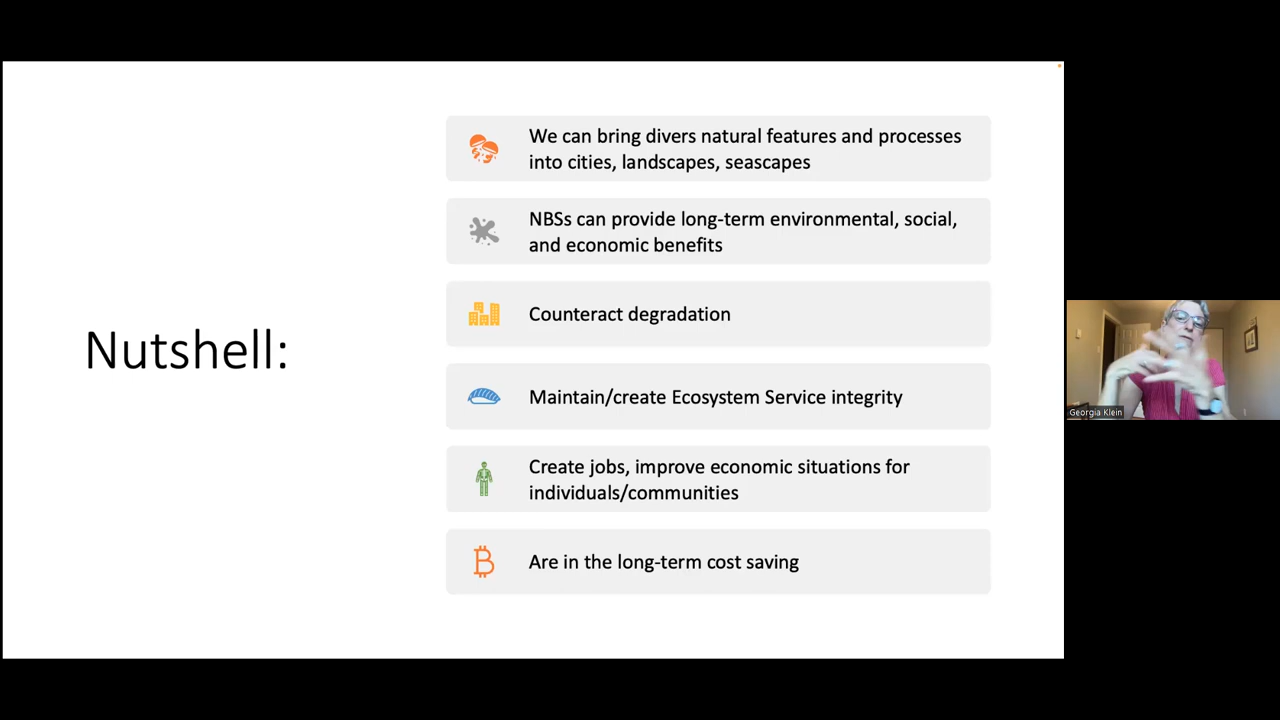 Nutshell:
We can bring divers natural features and processes
into cities, landscapes, seascapes
NBSs can provide long-term environmental, social,
and economic benefits
Counteract degradation
Maintain/create Ecosystem Service integrity
Create jobs, improve economic situations for
individuals/communities
Are in the long-term cost saving
Georgia Klein